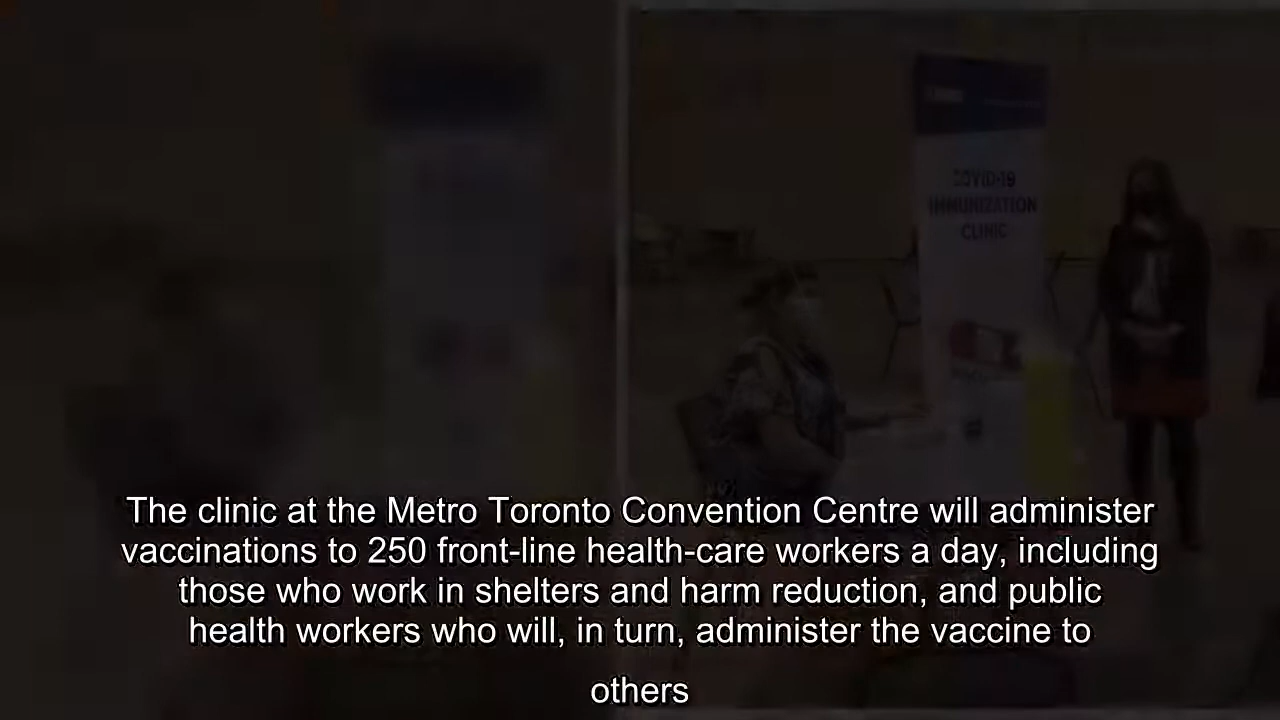 COVID-19
IMMUNIZATION
CLINIC
The clinic at the Metro Toronto Convention Centre will administer
vaccinations to 250 front-line health-care workers a day, including
those who work in shelters and harm reduction, and public
health workers who will, in turn, administer the vaccine to
others